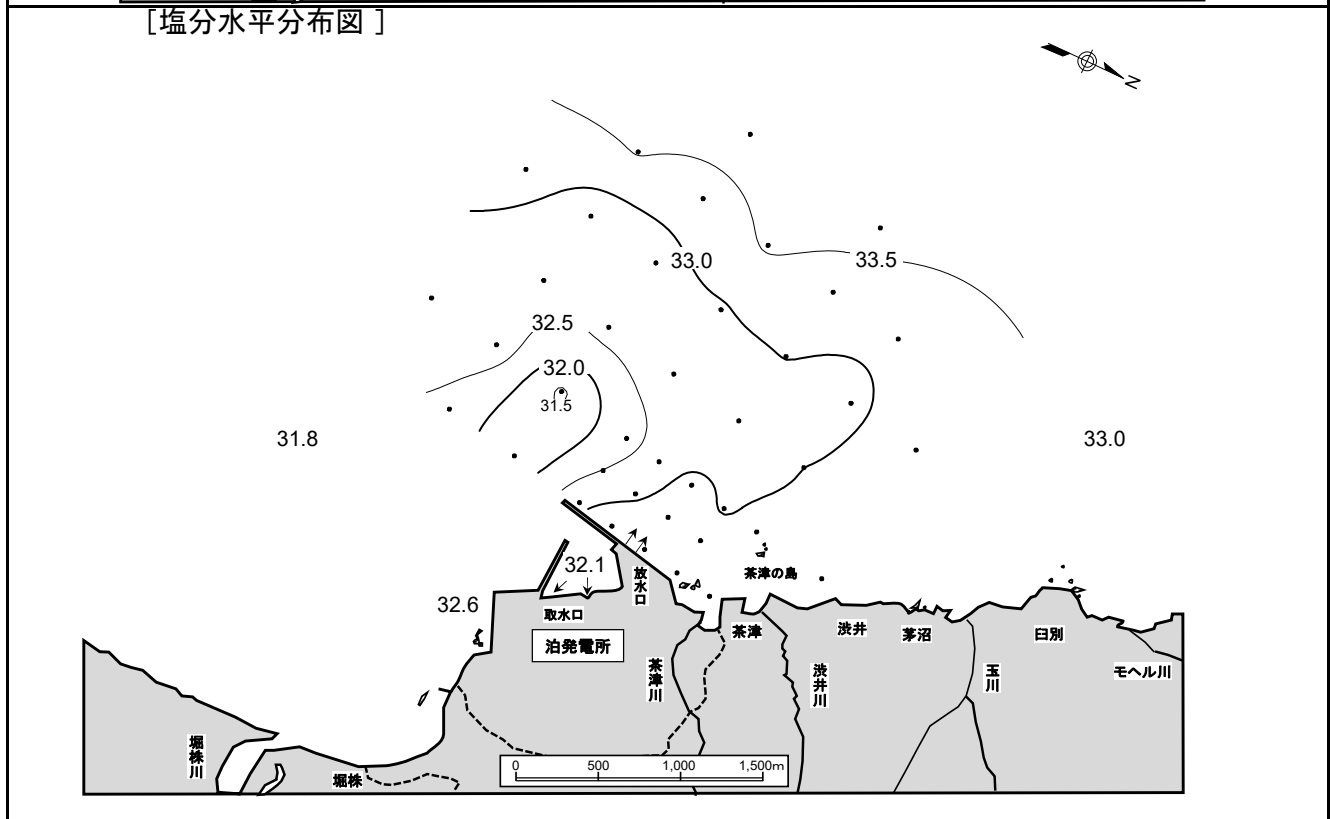 [塩分水平分布図 ]
N
33.0
33.5
32.5
32.0
31.5
31.8
33.0
32.1
32.6
放水口
取水口
茶津の島
泊発電所
茶津
渋井
茅沼
臼別
茶津川
渋井川
玉川
モヘル川
堀株川
堀株
0 500 1,000 1,500m